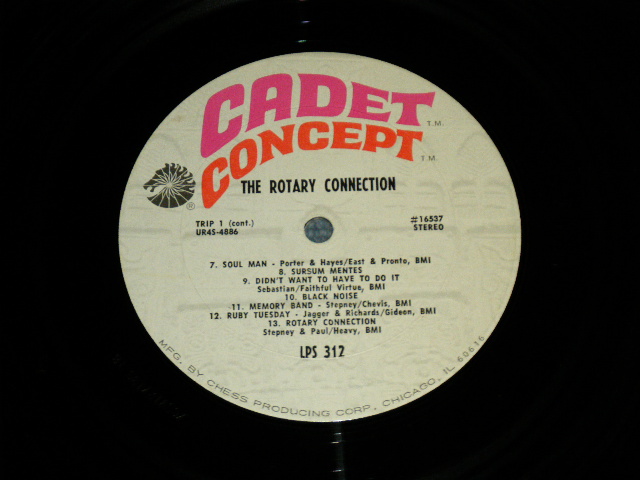 CADET T.M.
CONCEPT T.M.
®
THE ROTARY CONNECTION
TRIP 1 (cont.)
UR4S-4886
#16537
STEREO
7. SOUL MAN - Porter & Hayes/East & Pronto, BMI
8. SURSUM MENTES
9. DIDN'T WANT TO HAVE TO DO IT
Sebastian/Faithful Virtue, BMI
10. BLACK NOISE
11. MEMORY BAND - Stepney/Chevis, BMI
12. RUBY TUESDAY - Jagger & Richards/Gideon, BMI
13. ROTARY CONNECTION
Stepney & Paul/Heavy, BMI
LPS 312
MFG. BY CHESS PRODUCING CORP., CHICAGO, IL 60616